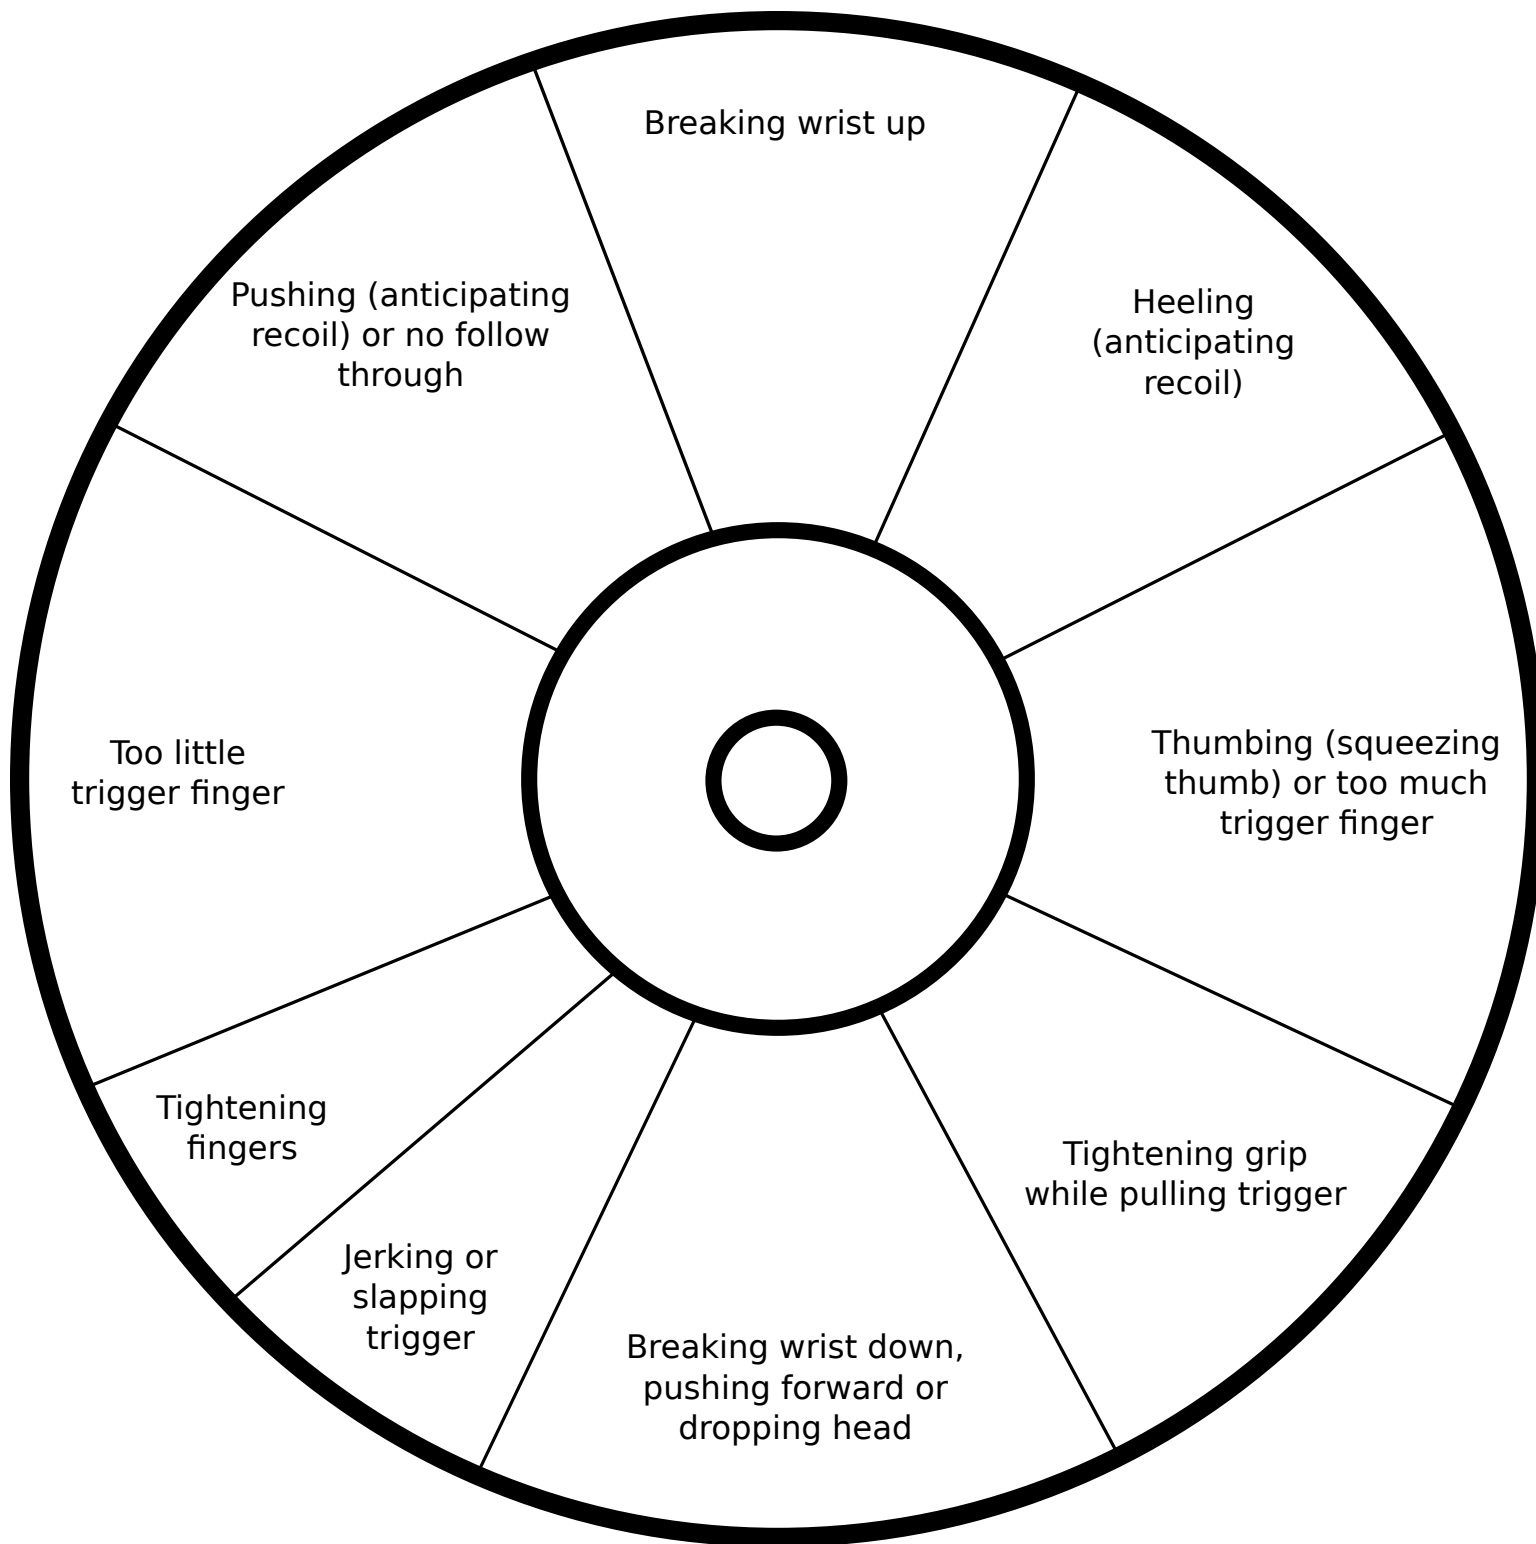 Breaking wrist up
Pushing (anticipating
recoil) or no follow
through
Heeling
(anticipating
recoil)
Too little
trigger finger
Thumbing (squeezing
thumb) or too much
trigger finger
Tightening
fingers
Tightening grip
while pulling trigger
Jerking or
slapping
trigger
Breaking wrist down,
pushing forward or
dropping head